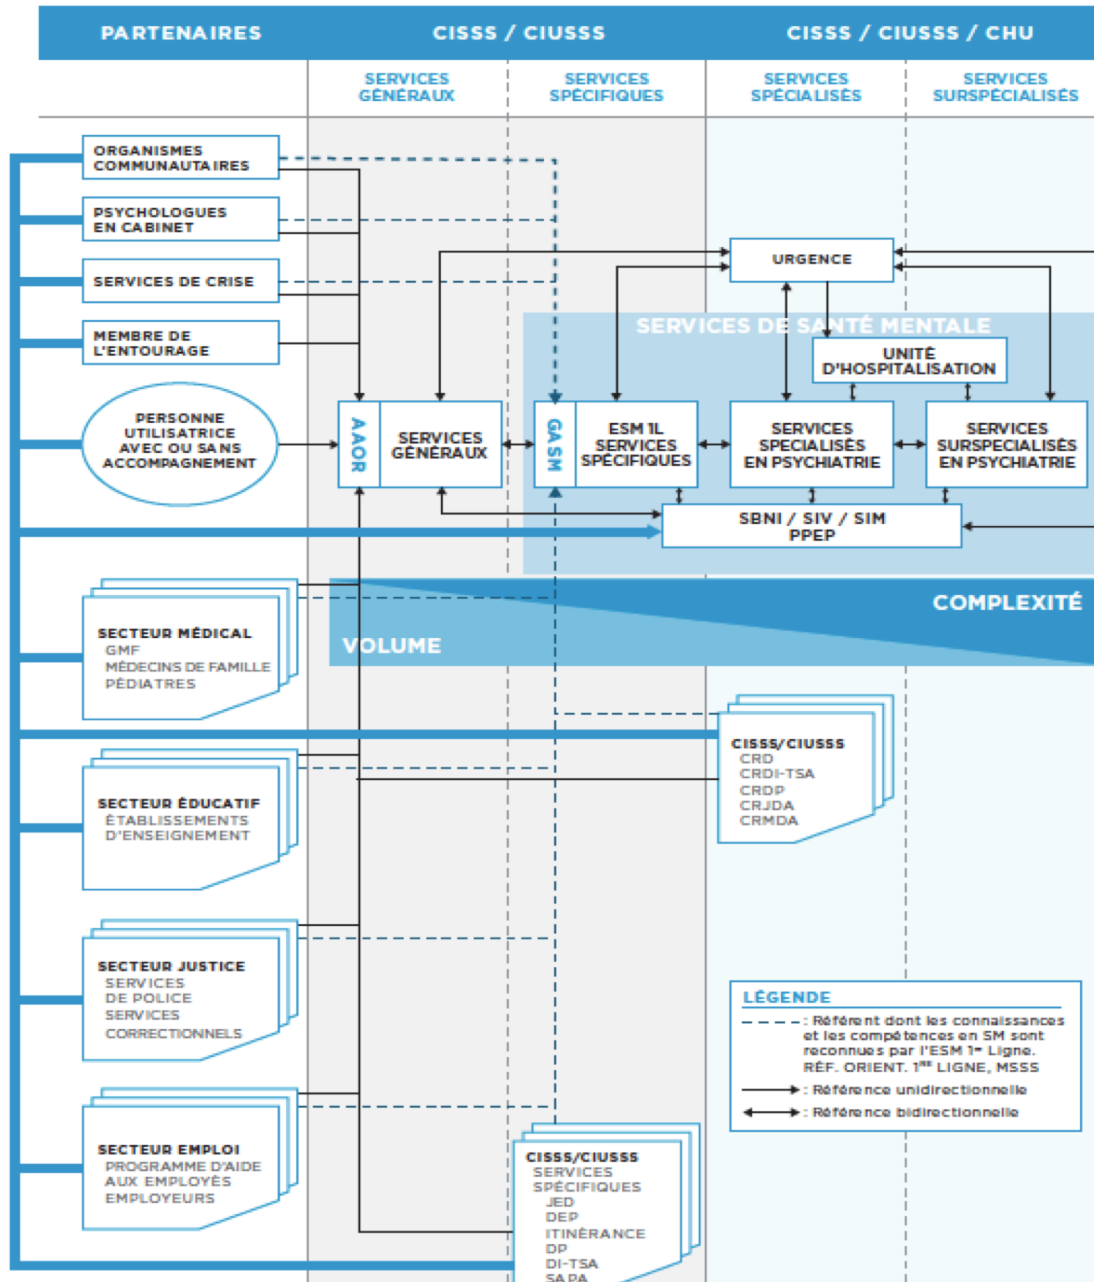 PARTENAIRES
CISSS / CIUSSS
CISSS / CIUSSS / CHU
SERVICES
GÉNÉRAUX
SERVICES
SPÉCIFIQUES
SERVICES
SPÉCIALISÉS
SERVICES
SURSPÉCIALISÉS
ORGANISMES
COMMUNAUTAIRES
PSYCHOLOGUES
EN CABINET
SERVICES DE CRISE
MEMBRE DE
L'ENTOURAGE
PERSONNE
UTILISATRICE
AVEC OU SANS
ACCOMPAGNEMENT
URGENCE
SERVICES DE SANTÉ MENTALE
UNITÉ
D'HOSPITALISATION
AAOR
SERVICES
GÉNÉRAUX
GASM
ESM 1L
SERVICES
SPÉCIFIQUES
SERVICES
SPECIALISÉS
EN PSYCHIATRIE
SERVICES
SURSPECIALISÉS
EN PSYCHIATRIE
SBNI / SIV / SIM
PPEP
COMPLEXITÉ
VOLUME
SECTEUR MÉDICAL
GMF
MÉDECINS DE FAMILLE
PÉDIATRES
CISSS/CIUSSS
CRD
CRDI-TSA
CRDP
CRJDA
CRMDA
SECTEUR ÉDUCATIF
ÉTABLISSEMENTS
D'ENSEIGNEMENT
SECTEUR JUSTICE
SERVICES
DE POLICE
SERVICES
CORRECTIONNELS
SECTEUR EMPLOI
PROGRAMME D'AIDE
AUX EMPLOYÉS
EMPLOYEURS
CISSS/CIUSSS
SERVICES
SPÉCIFIQUES
JED
DEP
ITINÉRANCE
DP
DI-TSA
SAPA
LÉGENDE
: Référent dont les connaissances
et les compétences en SM sont
reconnues par l'ESM 1re Ligne.
RÉF. ORIENT. 1RE LIGNE, MSSS
: Référence unidirectionnelle
: Référence bidirectionnelle